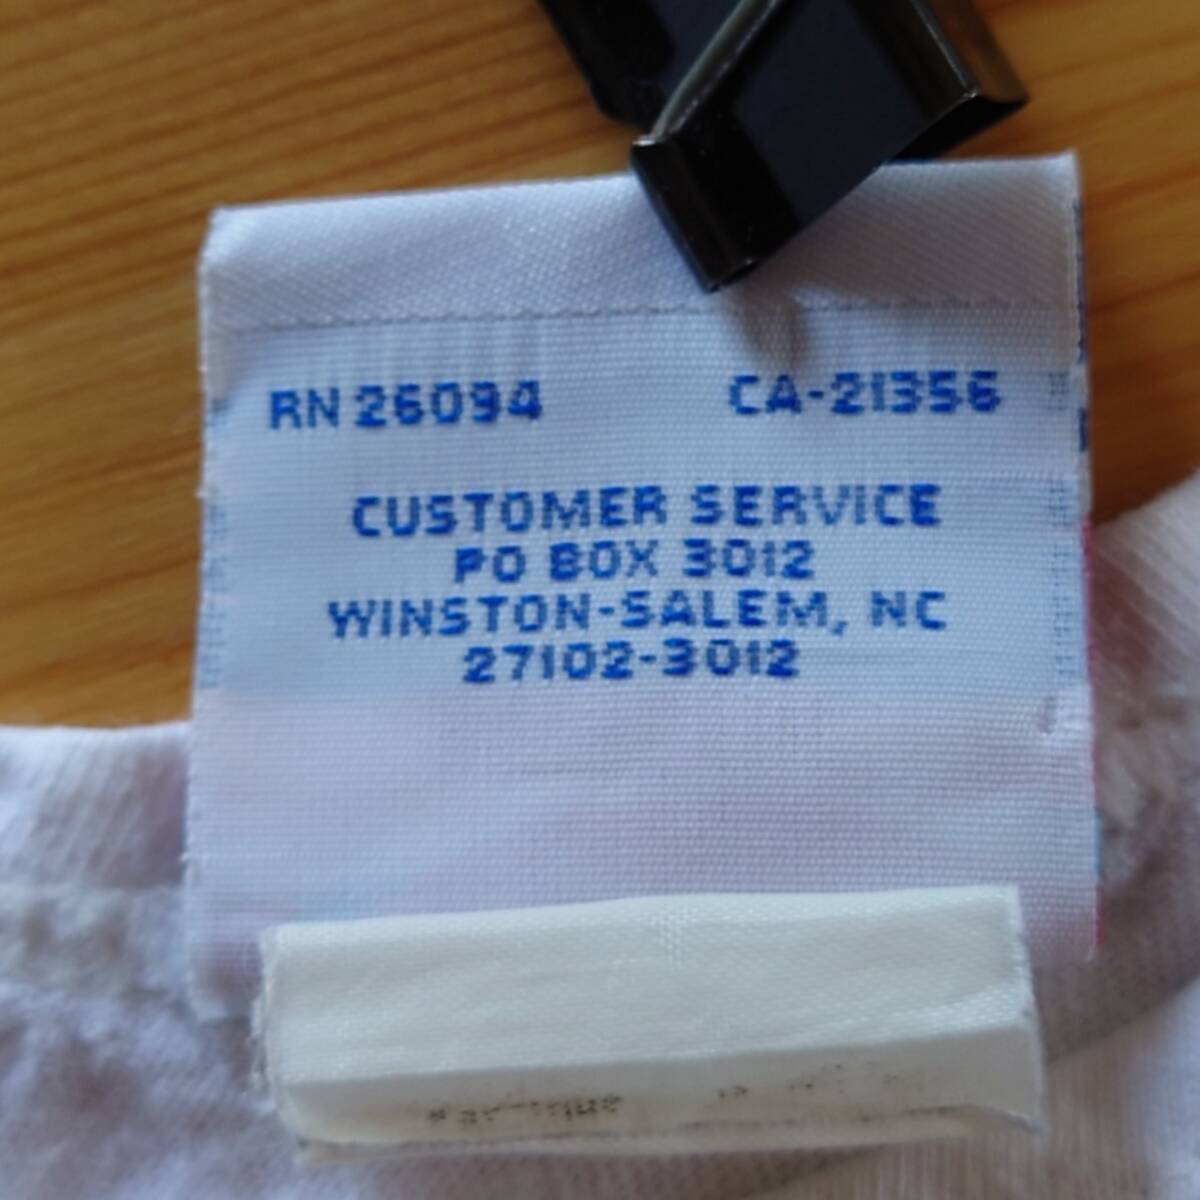 RN 26094 CA-21356
CUSTOMER SERVICE
PO BOX 3012
WINSTON-SALEM, NC
27102-3012